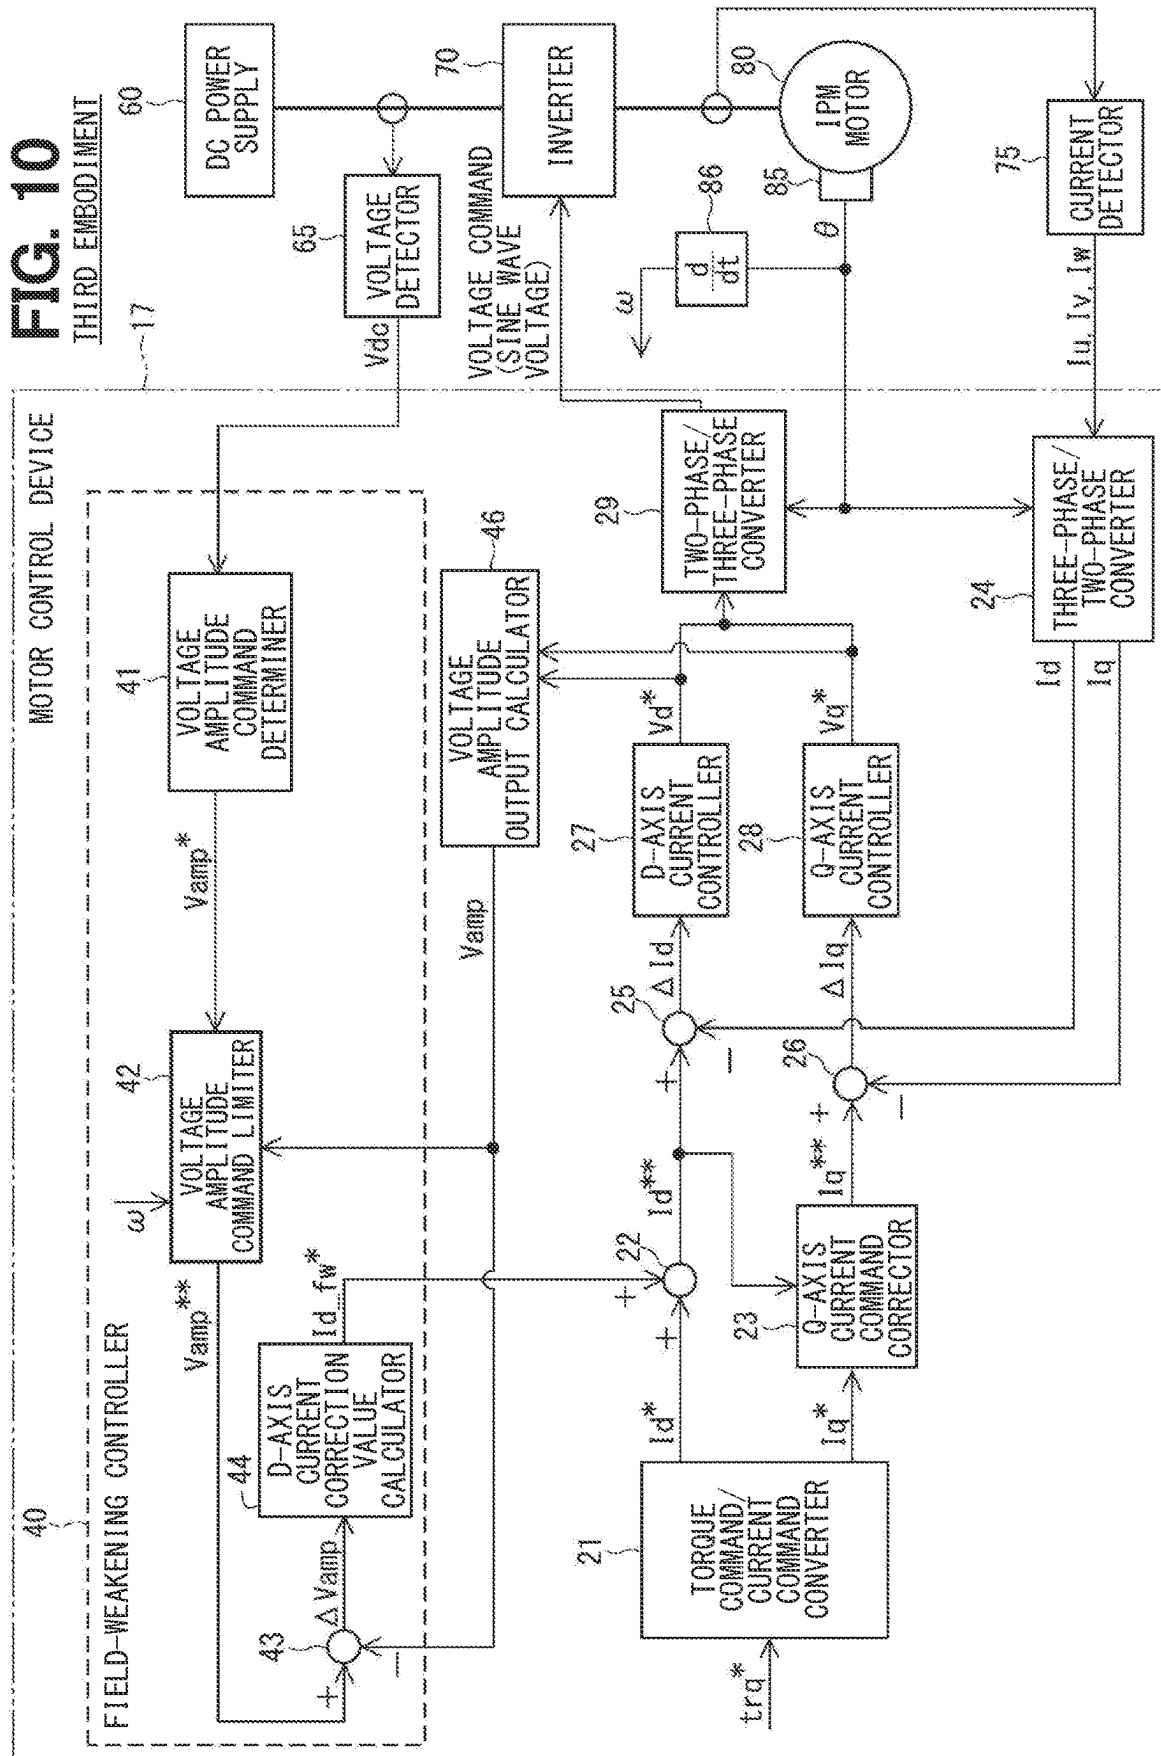 FIG. 10
THIRD EMBODIMENT
17
MOTOR CONTROL DEVICE
40
FIELD-WEAKENING CONTROLLER
41
VOLTAGE
AMPLITUDE
COMMAND
DETERMINER
Vamp*
42
VOLTAGE
AMPLITUDE
COMMAND LIMITER
ω
Vamp**
43
+
−
ΔVamp
44
D-AXIS
CURRENT
CORRECTION
VALUE
CALCULATOR
Id_fw*
46
VOLTAGE
AMPLITUDE
OUTPUT CALCULATOR
Vamp
trq*
21
TORQUE
COMMAND/
CURRENT
COMMAND
CONVERTER
Id*
Iq*
22
+
+
Id**
23
Q-AXIS
CURRENT
COMMAND
CORRECTOR
Iq**
25
+
−
ΔId
26
+
−
ΔIq
27
D-AXIS
CURRENT
CONTROLLER
Vd*
28
Q-AXIS
CURRENT
CONTROLLER
Vq*
29
TWO-PHASE/
THREE-PHASE
CONVERTER
24
THREE-PHASE/
TWO-PHASE
CONVERTER
Id
Iq
60
DC POWER
SUPPLY
65
VOLTAGE
DETECTOR
Vdc
70
INVERTER
VOLTAGE COMMAND
(SINE WAVE
VOLTAGE)
80
IPM
MOTOR
85
θ
86
d
dt
ω
75
CURRENT
DETECTOR
Iu, Iv, Iw